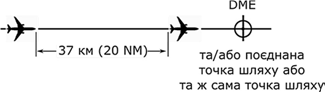 DME
37 км (20 NM)
та/або поєднана
точка шляху або
та ж сама точка шляху